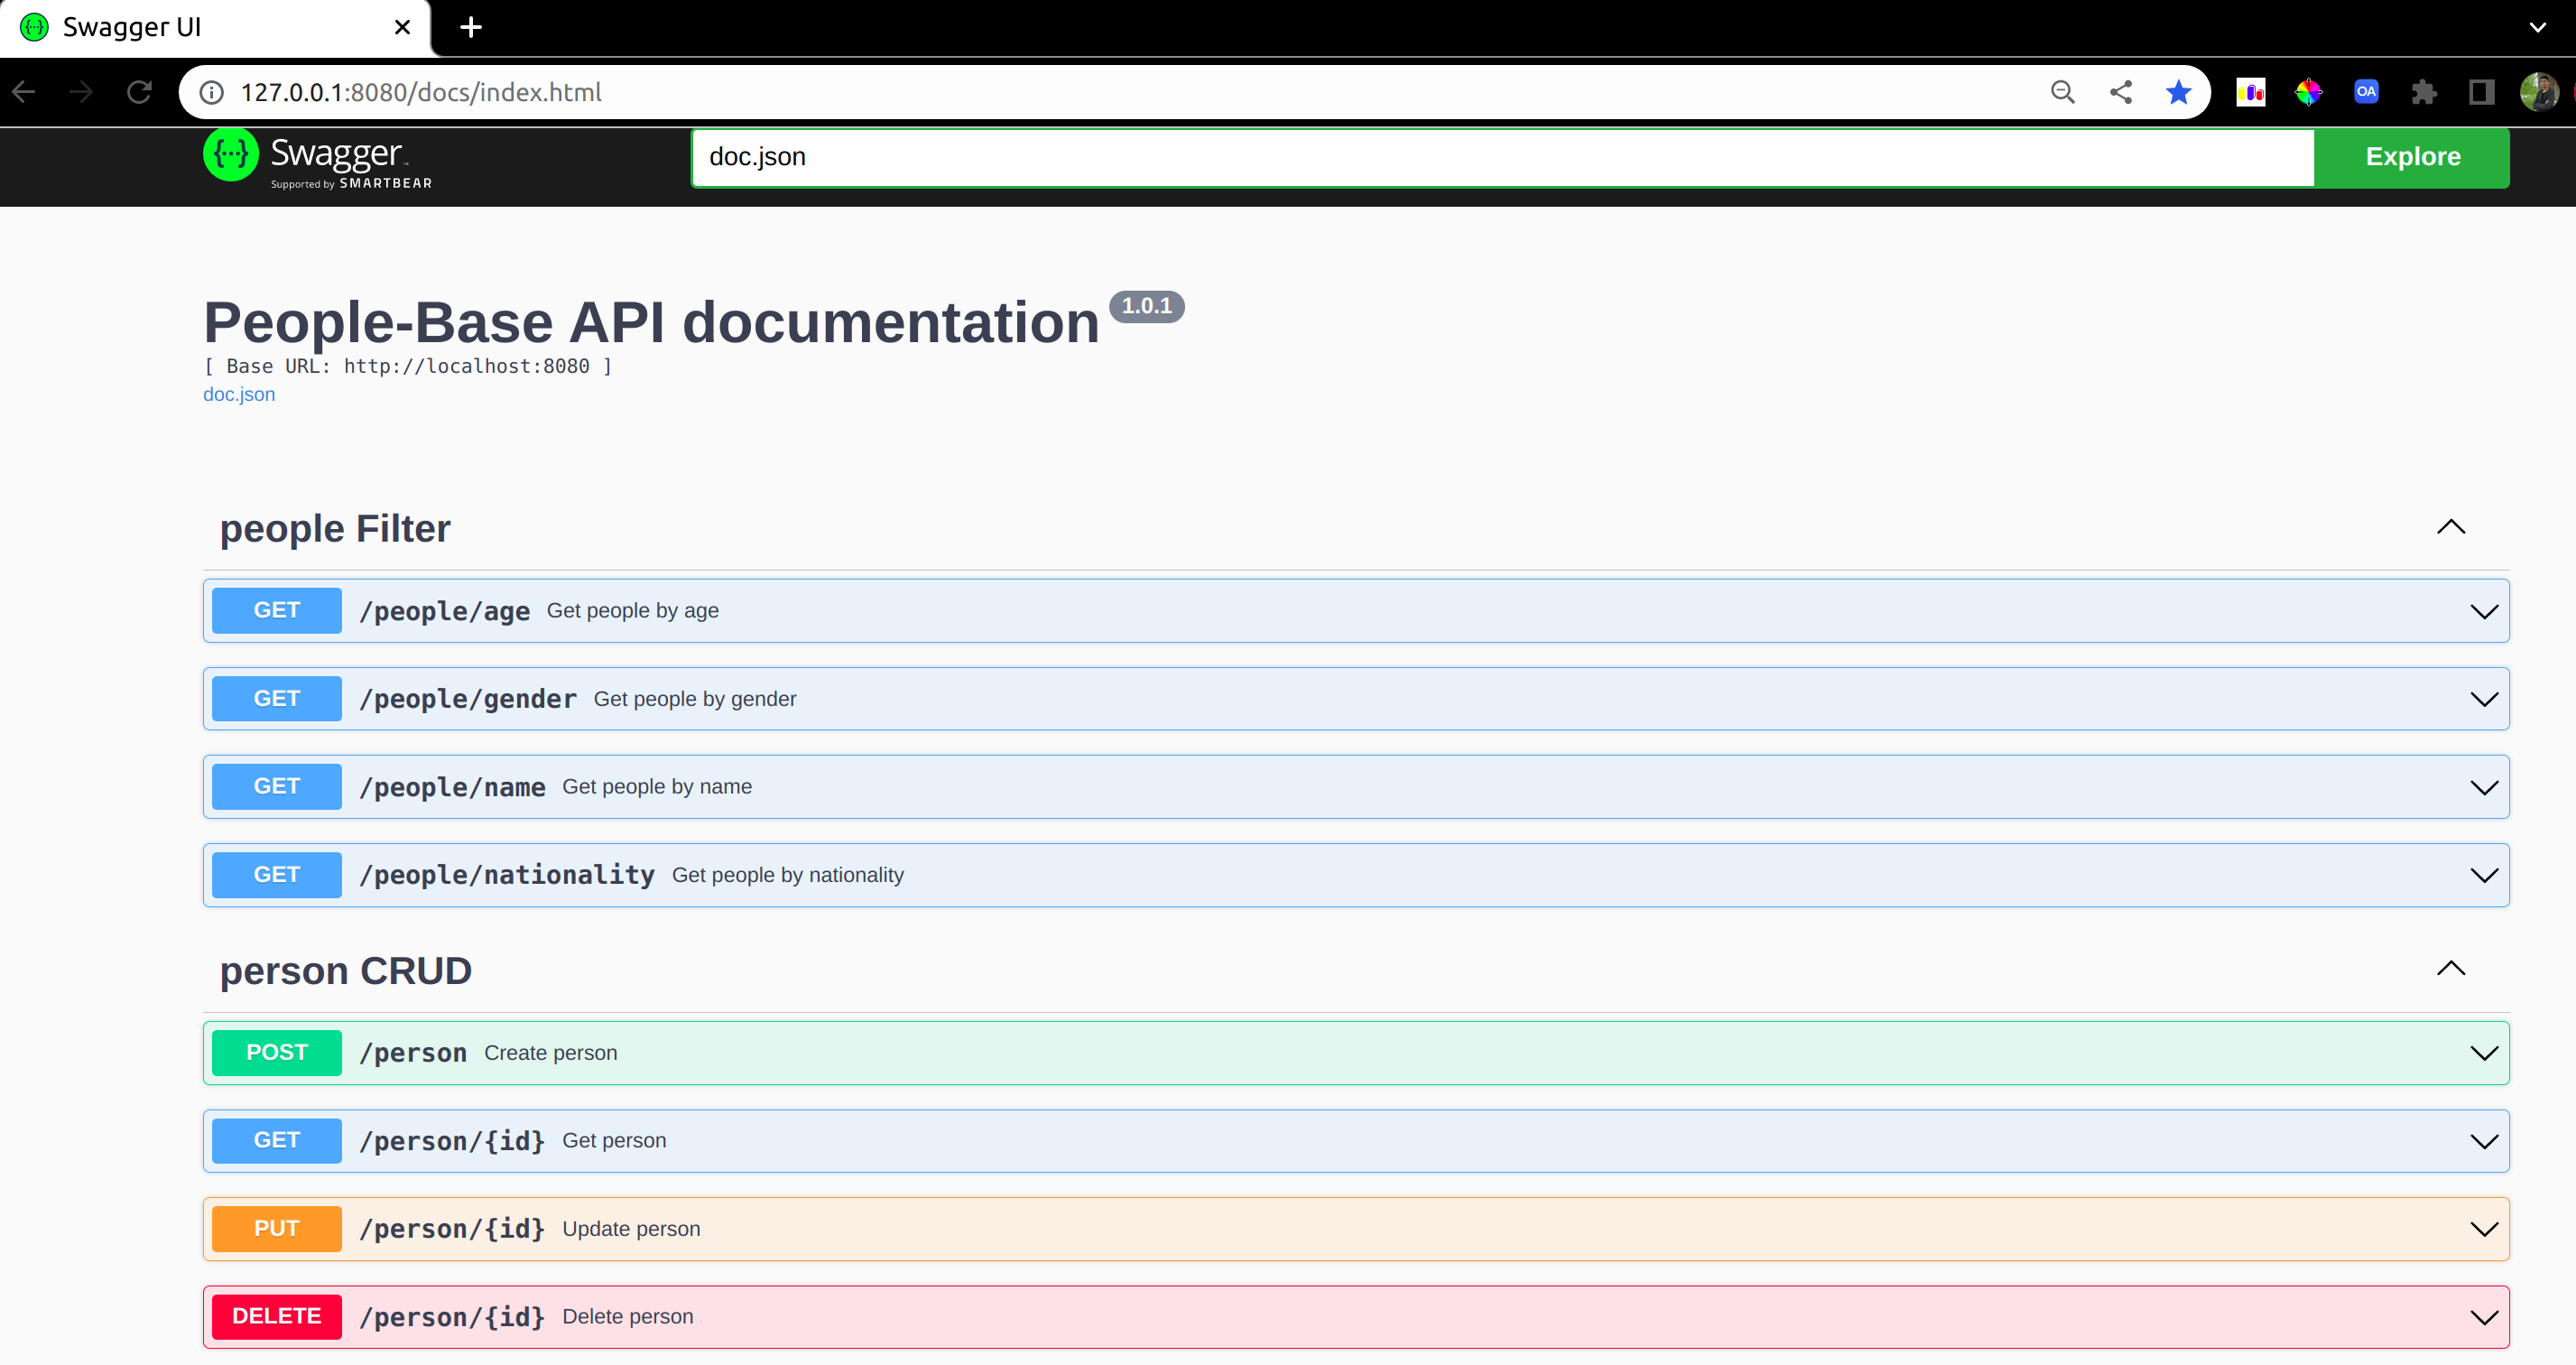 Swagger UI
127.0.0.1:8080/docs/index.html
OA
{···} Swagger
Supported by SMARTBEAR
doc.json
Explore
People-Base API documentation 1.0.1
[ Base URL: http://localhost:8080 ]
doc.json
people Filter
GET /people/age Get people by age
GET /people/gender Get people by gender
GET /people/name Get people by name
GET /people/nationality Get people by nationality
person CRUD
POST /person Create person
GET /person/{id} Get person
PUT /person/{id} Update person
DELETE /person/{id} Delete person